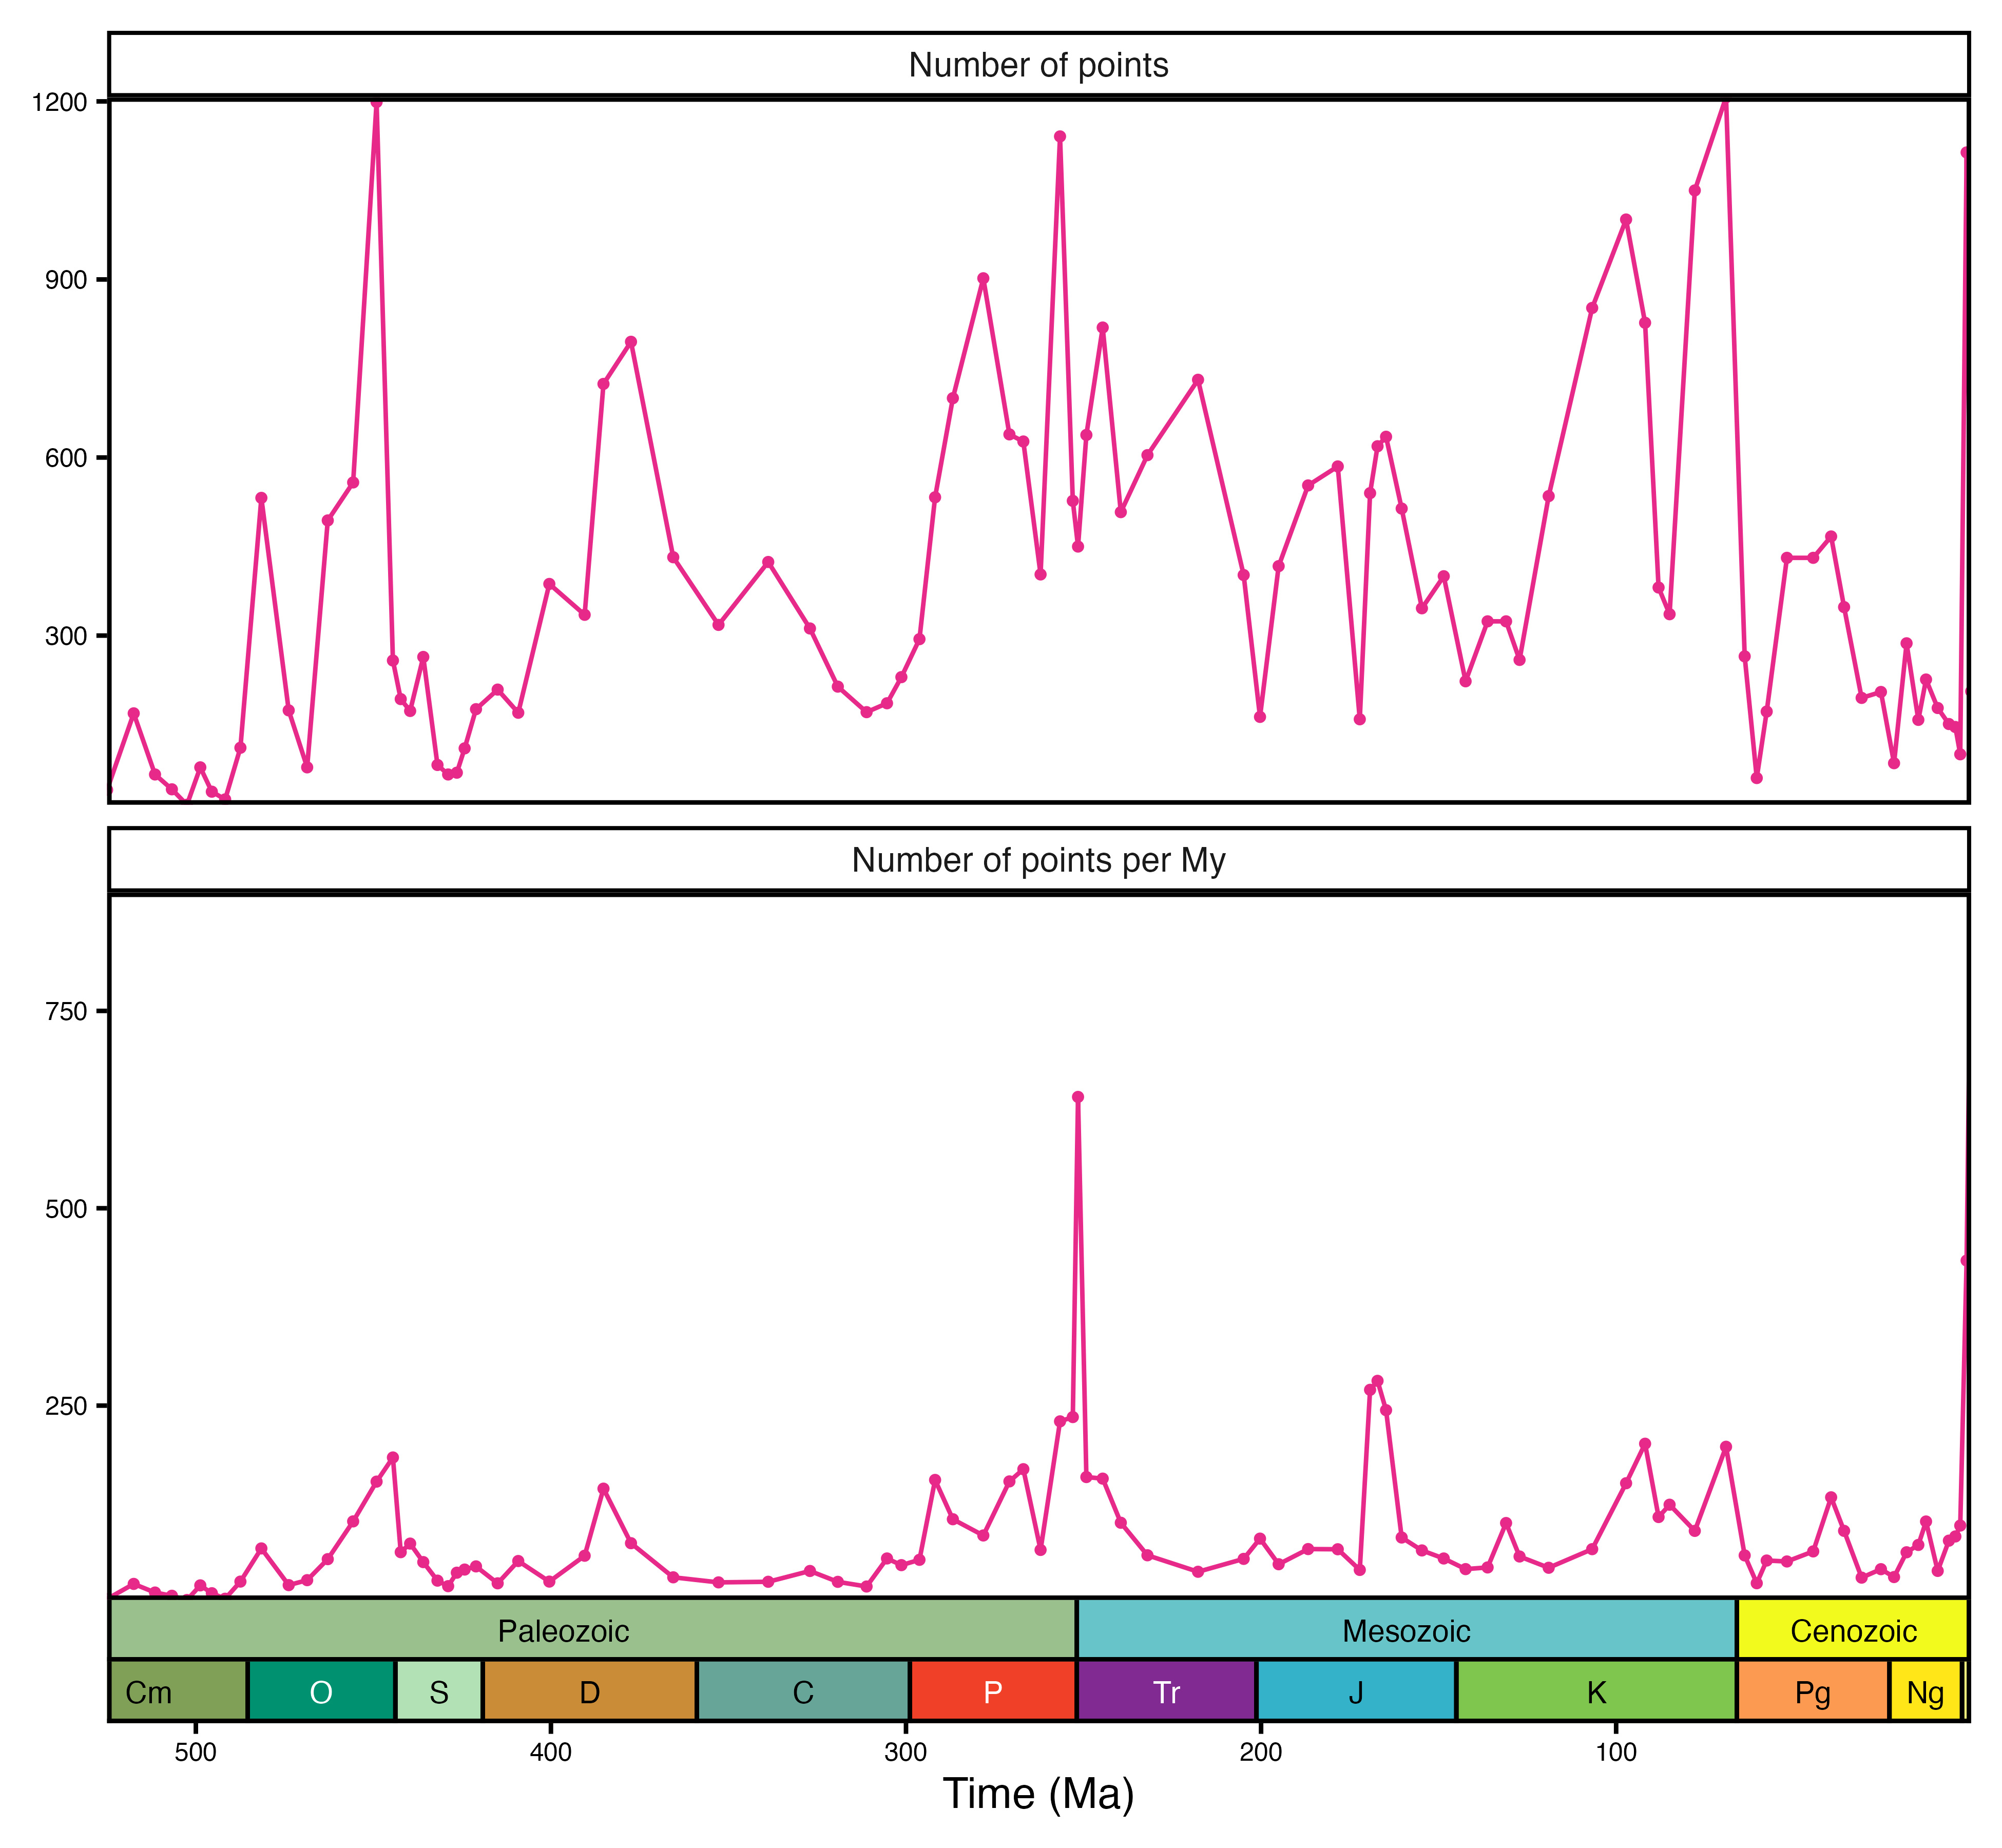 Number of points
1200
900
600
300
Number of points per My
750
500
250
Paleozoic Mesozoic Cenozoic
Cm O S D C P Tr J K Pg Ng
500 400 300 200 100
Time (Ma)